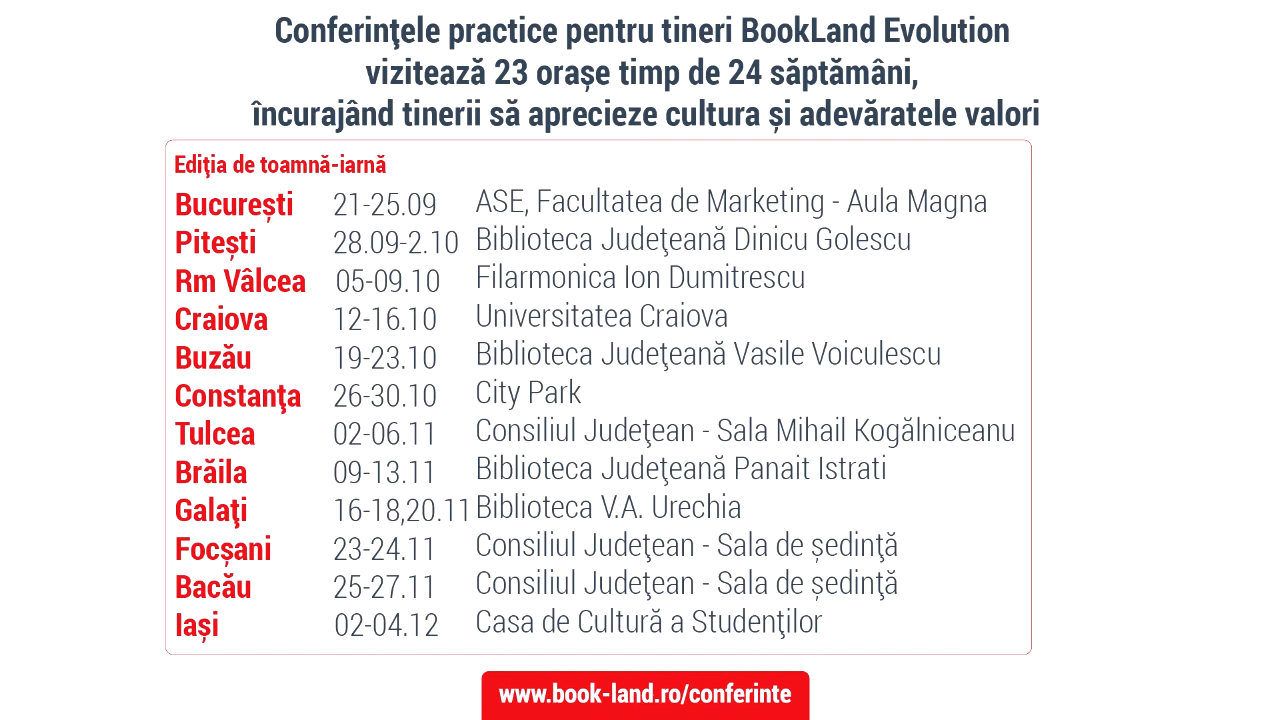 Conferinţele practice pentru tineri BookLand Evolution
vizitează 23 orașe timp de 24 săptămâni,
încurajând tinerii să aprecieze cultura și adevăratele valori
Ediţia de toamnă-iarnă
București 21-25.09 ASE, Facultatea de Marketing - Aula Magna
Pitești 28.09-2.10 Biblioteca Judeţeană Dinicu Golescu
Rm Vâlcea 05-09.10 Filarmonica Ion Dumitrescu
Craiova 12-16.10 Universitatea Craiova
Buzău 19-23.10 Biblioteca Judeţeană Vasile Voiculescu
Constanţa 26-30.10 City Park
Tulcea 02-06.11 Consiliul Judeţean - Sala Mihail Kogălniceanu
Brăila 09-13.11 Biblioteca Judeţeană Panait Istrati
Galaţi 16-18,20.11 Biblioteca V.A. Urechia
Focșani 23-24.11 Consiliul Judeţean - Sala de ședinţă
Bacău 25-27.11 Consiliul Judeţean - Sala de ședinţă
Iași 02-04.12 Casa de Cultură a Studenţilor
www.book-land.ro/conferinte